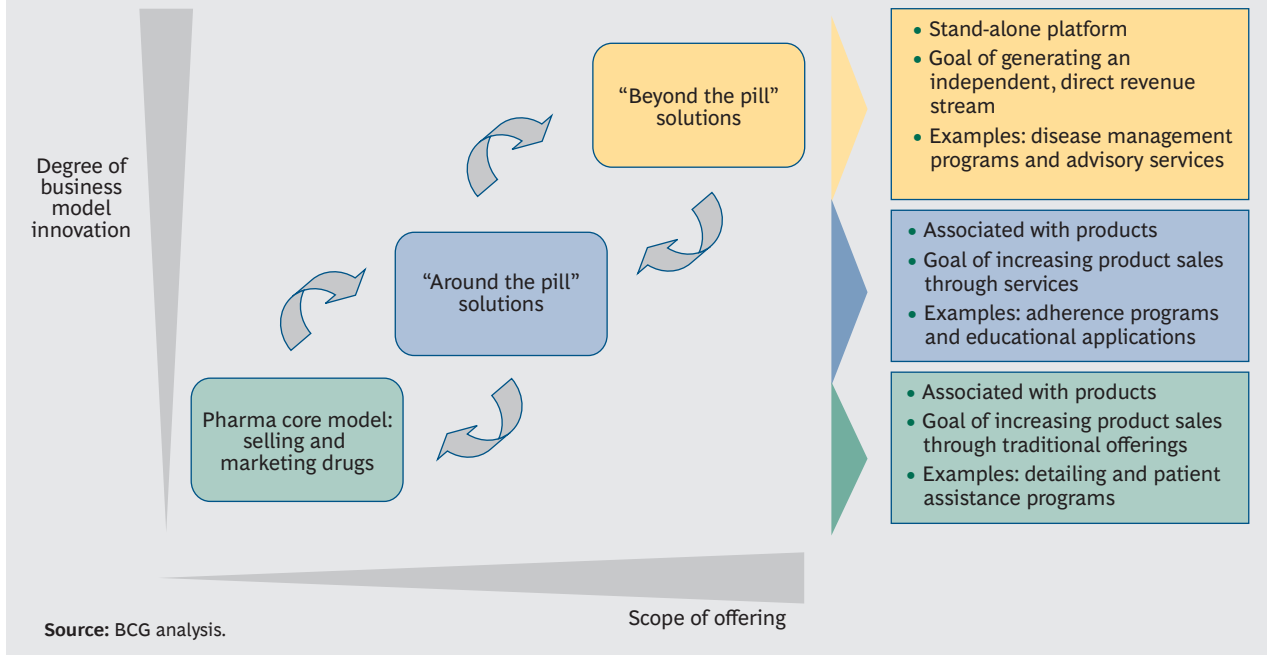 Degree of
business
model
innovation
“Beyond the pill”
solutions
“Around the pill”
solutions
Pharma core model:
selling and
marketing drugs
• Stand-alone platform
• Goal of generating an
independent, direct revenue
stream
• Examples: disease management
programs and advisory services
• Associated with products
• Goal of increasing product sales
through services
• Examples: adherence programs
and educational applications
• Associated with products
• Goal of increasing product sales
through traditional offerings
• Examples: detailing and patient
assistance programs
Scope of offering
Source: BCG analysis.